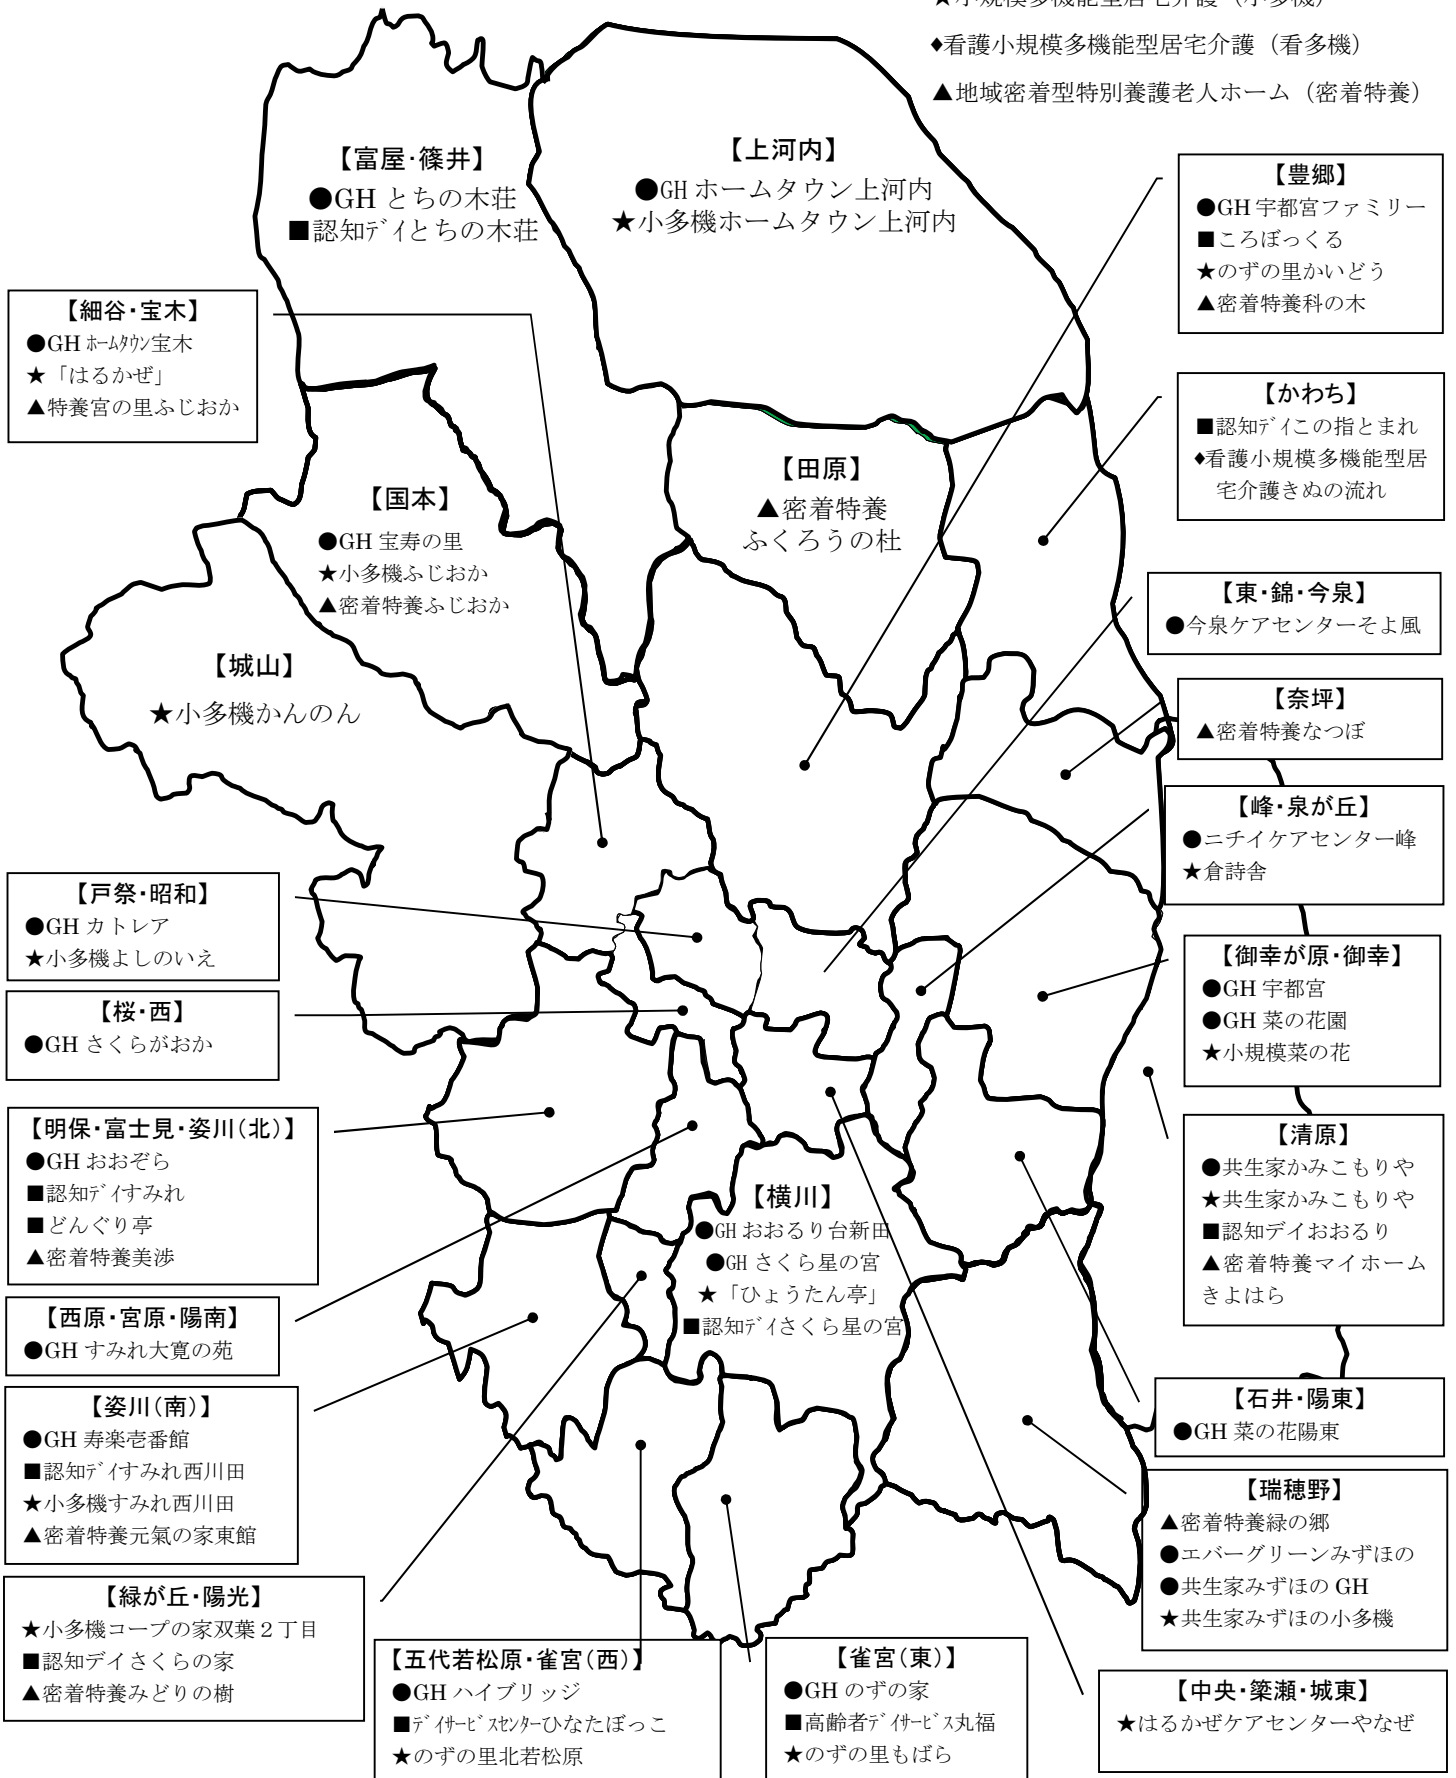 ★小規模多機能型居宅介護（小多機）
♦看護小規模多機能型居宅介護（看多機）
▲地域密着型特別養護老人ホーム（密着特養）
【富屋･篠井】
●GH とちの木荘
■認知ﾃﾞｲとちの木荘
【上河内】
●GH ホームタウン上河内
★小多機ホームタウン上河内
【豊郷】
●GH 宇都宮ファミリー
■ころぼっくる
★のずの里かいどう
▲密着特養科の木
【細谷･宝木】
●GH ﾎｰﾑﾀｳﾝ宝木
★「はるかぜ」
▲特養宮の里ふじおか
【かわち】
■認知ﾃﾞｲこの指とまれ
♦看護小規模多機能型居
宅介護きぬの流れ
【田原】
▲密着特養
ふくろうの杜
【国本】
●GH 宝寿の里
★小多機ふじおか
▲密着特養ふじおか
【東･錦･今泉】
●今泉ケアセンターそよ風
【城山】
★小多機かんのん
【奈坪】
▲密着特養なつぼ
【峰･泉が丘】
●ニチイケアセンター峰
★倉詩舎
【戸祭･昭和】
●GH カトレア
★小多機よしのいえ
【御幸が原･御幸】
●GH 宇都宮
●GH 菜の花園
★小規模菜の花
【桜･西】
●GH さくらがおか
【明保･富士見･姿川(北)】
●GH おおぞら
■認知ﾃﾞｲすみれ
■どんぐり亭
▲密着特養美渉
【清原】
●共生家かみこもりや
★共生家かみこもりや
■認知デイおおるり
▲密着特養マイホーム
きよはら
【横川】
●GH おおるり台新田
●GH さくら星の宮
★「ひょうたん亭」
■認知ﾃﾞｲさくら星の宮
【西原･宮原･陽南】
●GH すみれ大寛の苑
【姿川(南)】
●GH 寿楽壱番館
■認知ﾃﾞｲすみれ西川田
★小多機すみれ西川田
▲密着特養元氣の家東館
【石井･陽東】
●GH 菜の花陽東
【瑞穂野】
▲密着特養緑の郷
●エバーグリーンみずほの
●共生家みずほの GH
★共生家みずほの小多機
【緑が丘･陽光】
★小多機コープの家双葉２丁目
■認知デイさくらの家
▲密着特養みどりの樹
【五代若松原･雀宮(西)】
●GH ハイブリッジ
■ﾃﾞｲｻｰﾋﾞｽｾﾝﾀｰひなたぼっこ
★のずの里北若松原
【雀宮(東)】
●GH のずの家
■高齢者ﾃﾞｲｻｰﾋﾞｽ丸福
★のずの里もばら
【中央･簗瀬･城東】
★はるかぜケアセンターやなぜ